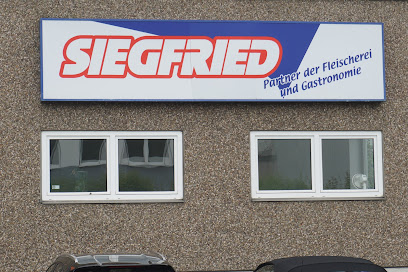 SIEGFRIED
Partner der Fleischerei
und Gastronomie